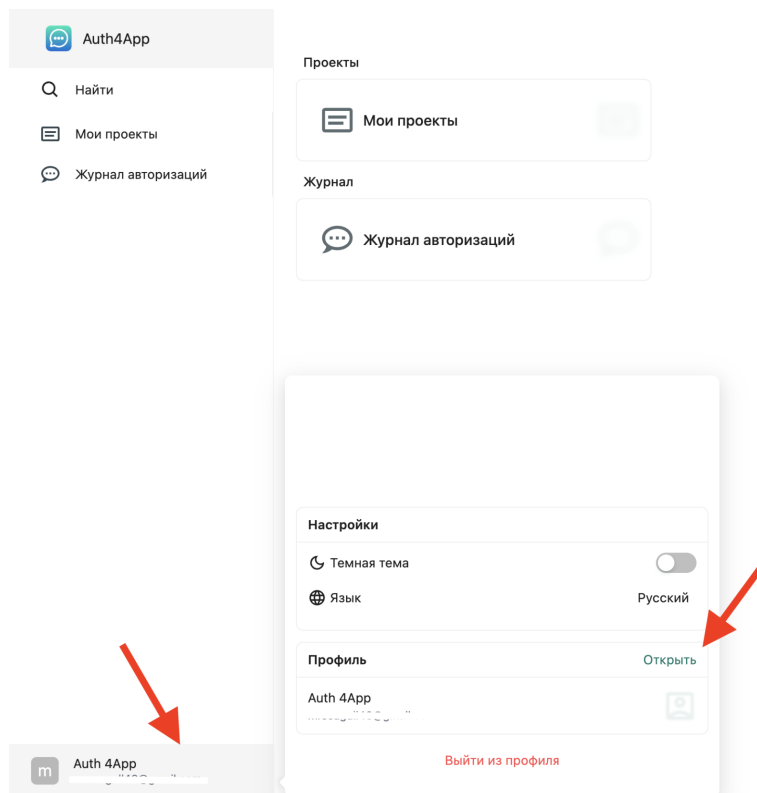 Auth4App
Найти
Мои проекты
Журнал авторизаций
Проекты
Мои проекты
Журнал
Журнал авторизаций
Настройки
Темная тема
Язык
Русский
Профиль
Открыть
Auth 4App
Выйти из профиля
m
Auth 4App